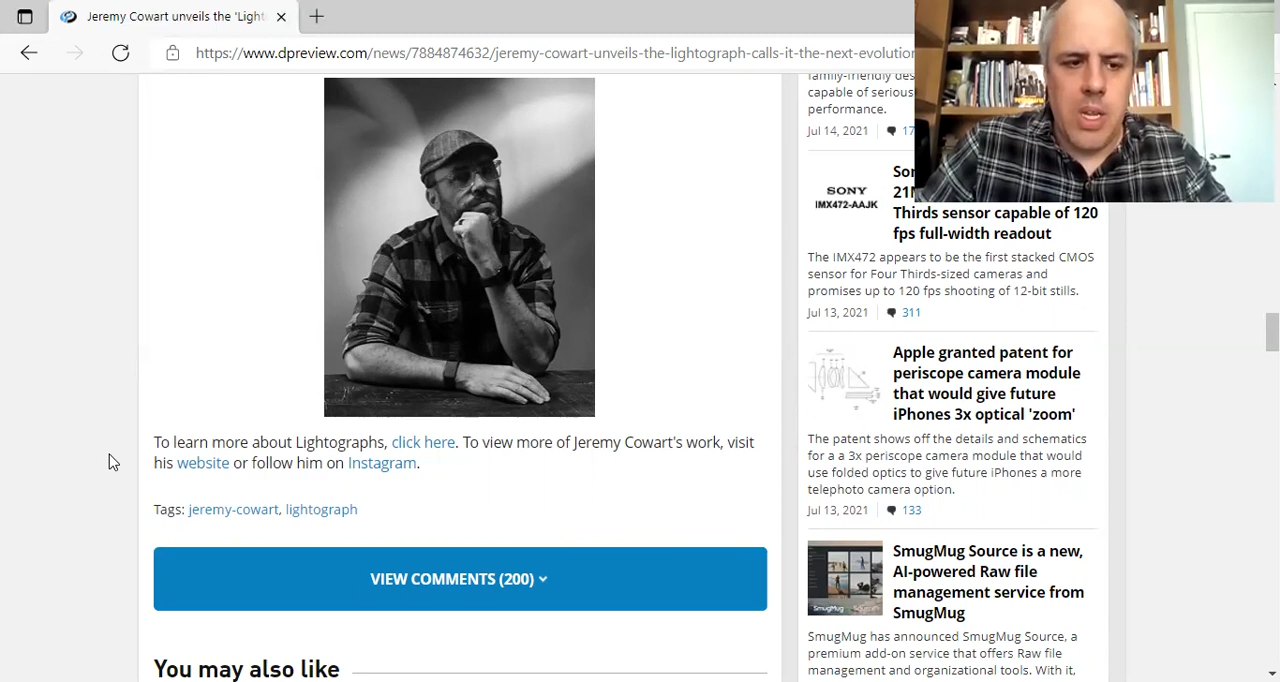 Jeremy Cowart unveils the 'Light
https://www.dpreview.com/news/7884874632/jeremy-cowart-unveils-the-lightograph-calls-it-the-next-evolution
To learn more about Lightographs, click here. To view more of Jeremy Cowart's work, visit
his website or follow him on Instagram.
Tags: jeremy-cowart, lightograph
VIEW COMMENTS (200)
You may also like
capable of serious
performance.
Jul 14, 2021
SONY
IMX472-AAJK
Thirds sensor capable of 120
fps full-width readout
The IMX472 appears to be the first stacked CMOS
sensor for Four Thirds-sized cameras and
promises up to 120 fps shooting of 12-bit stills.
Jul 13, 2021 311
Apple granted patent for
periscope camera module
that would give future
iPhones 3x optical 'zoom'
The patent shows off the details and schematics
for a a 3x periscope camera module that would
use folded optics to give future iPhones a more
telephoto camera option.
Jul 13, 2021 133
SmugMug Source is a new,
AI-powered Raw file
management service from
SmugMug
SmugMug has announced SmugMug Source, a
premium add-on service that offers Raw file
management and organizational tools. With it,